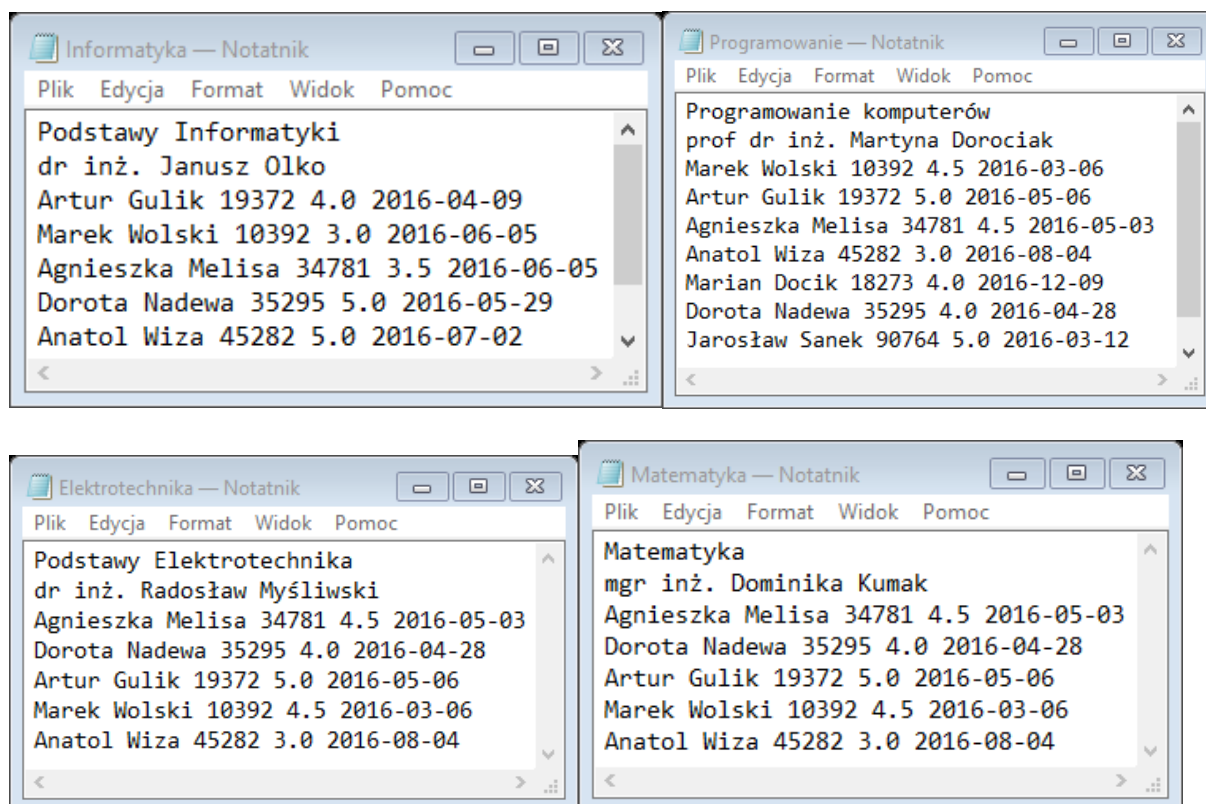 Informatyka — Notatnik
Plik Edycja Format Widok Pomoc
Podstawy Informatyki
dr inż. Janusz Olko
Artur Gulik 19372 4.0 2016-04-09
Marek Wolski 10392 3.0 2016-06-05
Agnieszka Melisa 34781 3.5 2016-06-05
Dorota Nadewa 35295 5.0 2016-05-29
Anatol Wiza 45282 5.0 2016-07-02
Programowanie — Notatnik
Plik Edycja Format Widok Pomoc
Programowanie komputerów
prof dr inż. Martyna Dorociak
Marek Wolski 10392 4.5 2016-03-06
Artur Gulik 19372 5.0 2016-05-06
Agnieszka Melisa 34781 4.5 2016-05-03
Anatol Wiza 45282 3.0 2016-08-04
Marian Docik 18273 4.0 2016-12-09
Dorota Nadewa 35295 4.0 2016-04-28
Jarosław Sanek 90764 5.0 2016-03-12
Elektrotechnika — Notatnik
Plik Edycja Format Widok Pomoc
Podstawy Elektrotechnika
dr inż. Radosław Myśliwski
Agnieszka Melisa 34781 4.5 2016-05-03
Dorota Nadewa 35295 4.0 2016-04-28
Artur Gulik 19372 5.0 2016-05-06
Marek Wolski 10392 4.5 2016-03-06
Anatol Wiza 45282 3.0 2016-08-04
Matematyka — Notatnik
Plik Edycja Format Widok Pomoc
Matematyka
mgr inż. Dominika Kumak
Agnieszka Melisa 34781 4.5 2016-05-03
Dorota Nadewa 35295 4.0 2016-04-28
Artur Gulik 19372 5.0 2016-05-06
Marek Wolski 10392 4.5 2016-03-06
Anatol Wiza 45282 3.0 2016-08-04